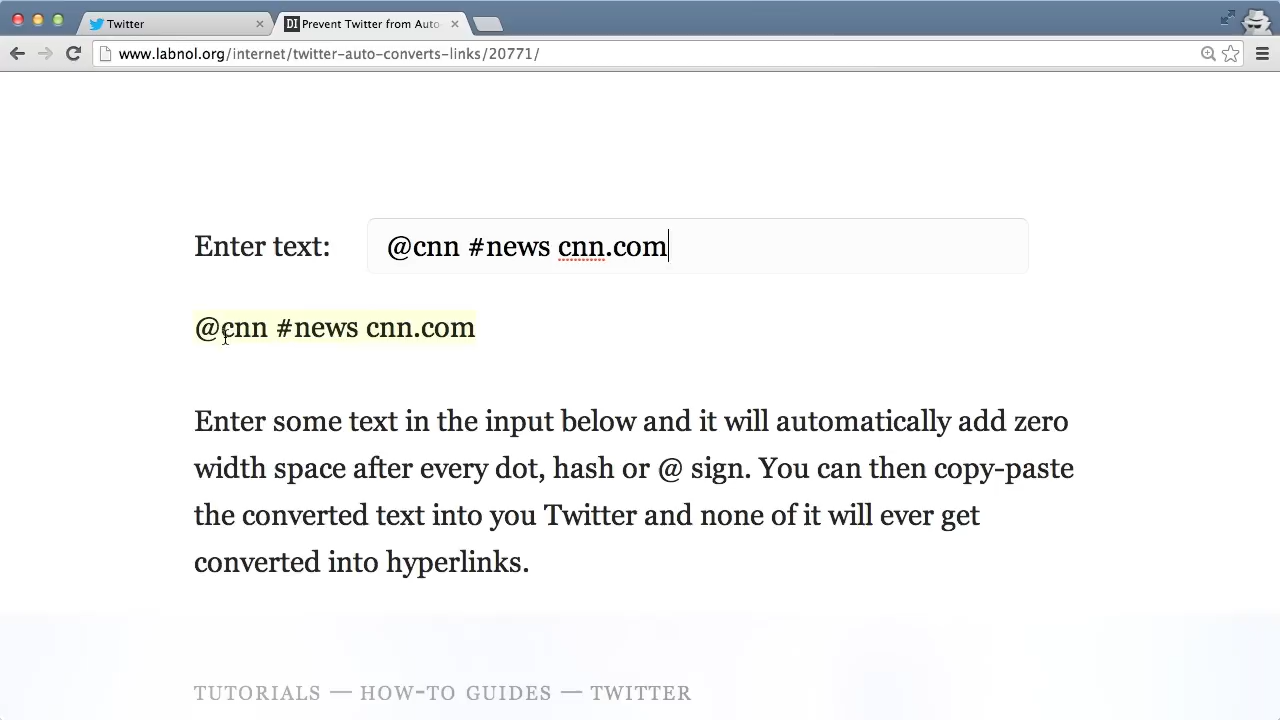 Twitter
DI Prevent Twitter from Auto
www.labnol.org/internet/twitter-auto-converts-links/20771/
Enter text: @cnn #news cnn.com
@cnn #news cnn.com
Enter some text in the input below and it will automatically add zero
width space after every dot, hash or @ sign. You can then copy-paste
the converted text into you Twitter and none of it will ever get
converted into hyperlinks.
TUTORIALS — HOW-TO GUIDES — TWITTER